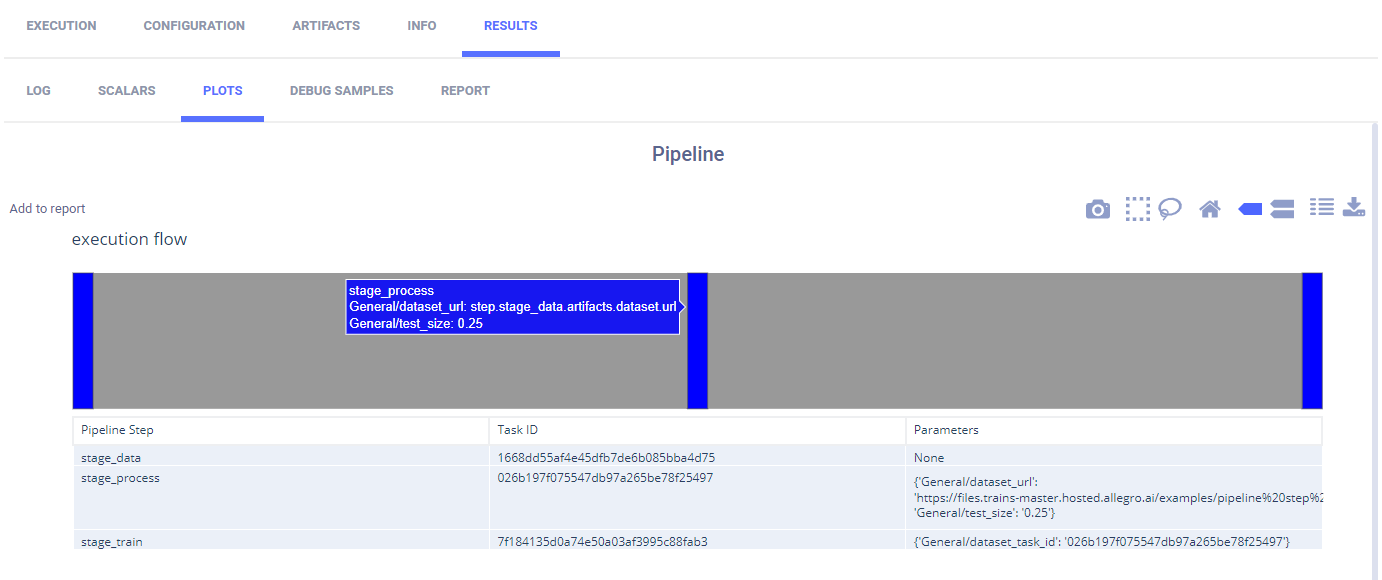 EXECUTION CONFIGURATION ARTIFACTS INFO RESULTS
LOG SCALARS PLOTS DEBUG SAMPLES REPORT
Pipeline
Add to report
execution flow
stage_process
General/dataset_url: step.stage_data.artifacts.dataset.url
General/test_size: 0.25
Pipeline Step Task ID Parameters
stage_data 1668dd55af4e45dfb7de6b085bba4d75 None
stage_process 026b197f075547db97a265be78f25497 {'General/dataset_url':
'https://files.trains-master.hosted.allegro.ai/examples/pipeline%20step%2
'General/test_size': '0.25'}
stage_train 7f184135d0a74e50a03af3995c88fab3 {'General/dataset_task_id': '026b197f075547db97a265be78f25497'}